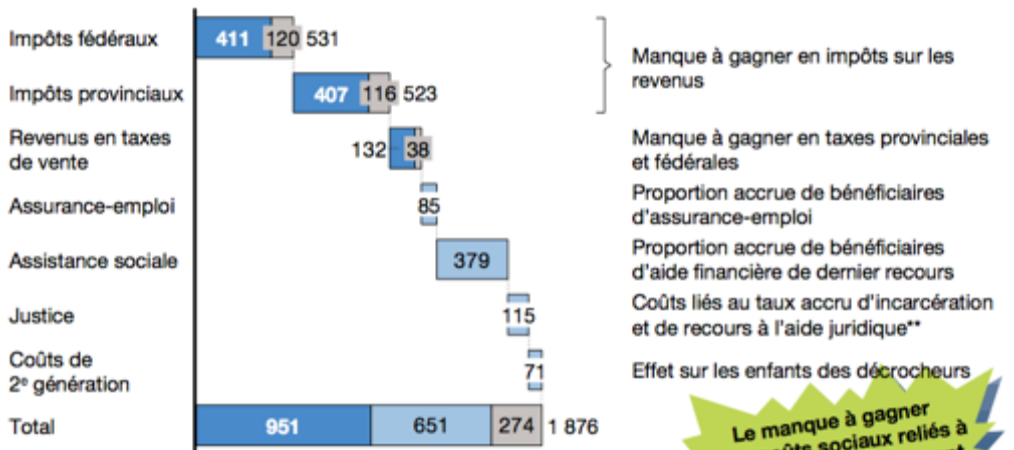 Impôts fédéraux 411 120 531
Manque à gagner en impôts sur les
revenus
Impôts provinciaux 407 116 523
Revenus en taxes
de vente
132 38
Manque à gagner en taxes provinciales
et fédérales
Assurance-emploi 85
Proportion accrue de bénéficiaires
d'assurance-emploi
Assistance sociale 379
Proportion accrue de bénéficiaires
d'aide financière de dernier recours
Justice 115
Coûts liés au taux accru d'incarcération
et de recours à l'aide juridique**
Coûts de
2e génération
71
Effet sur les enfants des décrocheurs
Total 951 651 274 1 876
Le manque à gagner
sociaux reliés à